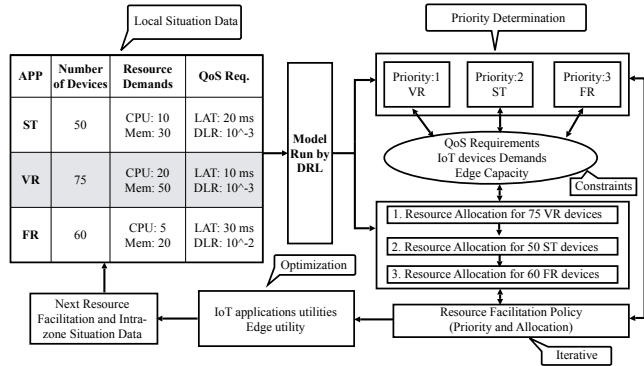 Local Situation Data
Priority Determination
APP Number of Devices Resource Demands QoS Req.
ST 50 CPU: 10 Mem: 30 LAT: 20 ms DLR: 10^-3
VR 75 CPU: 20 Mem: 50 LAT: 10 ms DLR: 10^-3
FR 60 CPU: 5 Mem: 20 LAT: 30 ms DLR: 10^-2
Model
Run by
DRL
Priority:1
VR
Priority:2
ST
Priority:3
FR
QoS Requirements
IoT devices Demands
Edge Capacity
Constraints
1. Resource Allocation for 75 VR devices
2. Resource Allocation for 50 ST devices
3. Resource Allocation for 60 FR devices
Optimization
Next Resource
Facilitation and Intra-
zone Situation Data
IoT applications utilities
Edge utility
Resource Facilitation Policy
(Priority and Allocation)
Iterative